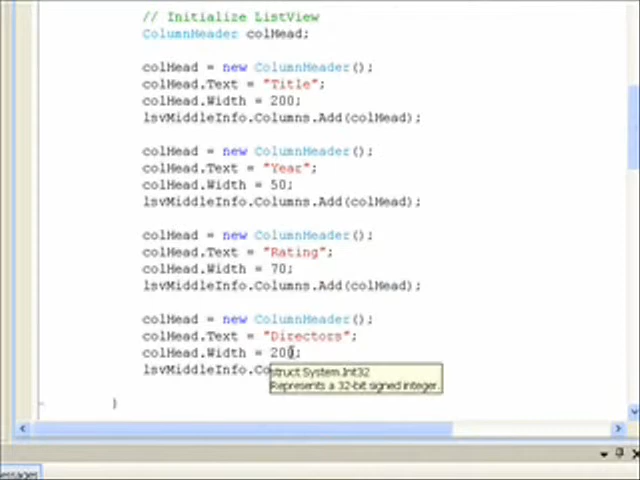 // Initialize ListView
ColumnHeader colHead;
colHead = new ColumnHeader();
colHead.Text = "Title";
colHead.Width = 200;
lsvMiddleInfo.Columns.Add(colHead);
colHead = new ColumnHeader();
colHead.Text = "Year";
colHead.Width = 50;
lsvMiddleInfo.Columns.Add(colHead);
colHead = new ColumnHeader();
colHead.Text = "Rating";
colHead.Width = 70;
lsvMiddleInfo.Columns.Add(colHead);
colHead = new ColumnHeader();
colHead.Text = "Directors";
colHead.Width = 200;
lsvMiddleInfo.Co
struct System.Int32
Represents a 32-bit signed integer.
}
essages